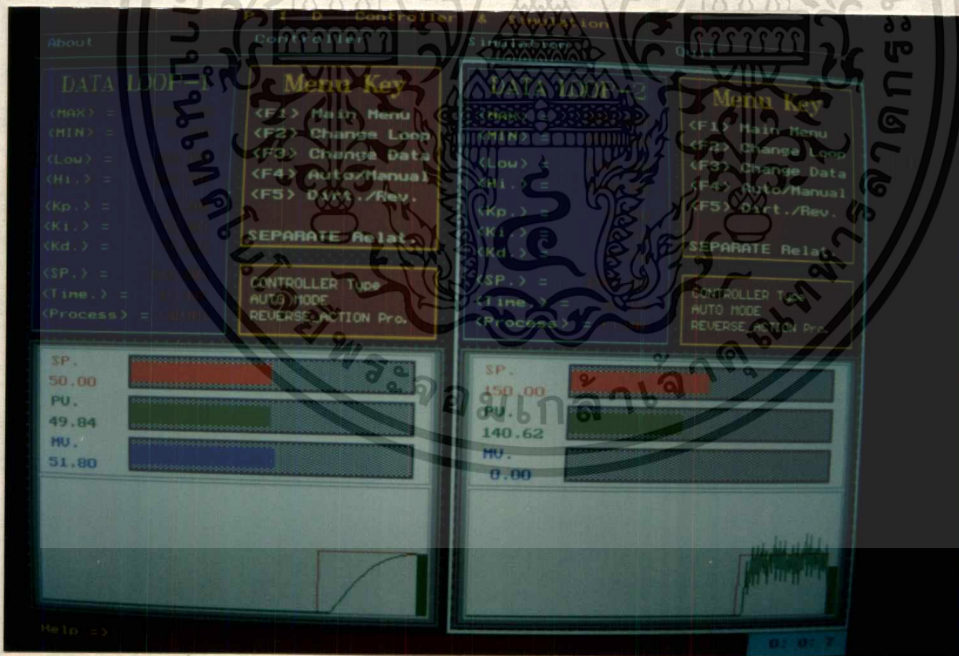 P I D Controller & Simulation
About Controller Simulation Quit
DATA LOOP-1
<MAX> =
<MIN> =
<Low> =
<Hi.> =
<Kp.> =
<Ki.> =
<Kd.> =
<SP.> =
<Time.> =
<Process> =
Menu Key
<F1> Main Menu
<F2> Change Loop
<F3> Change Data
<F4> Auto/Manual
<F5> Dirt./Rev.
SEPARATE Relat.
CONTROLLER Type
AUTO MODE
REVERSE ACTION Pro.
SP.
50.00
PV.
49.84
MV.
51.80
DATA LOOP-2
<MAX>
<MIN> =
<Low> =
<Hi.> =
<Kp.> =
<Ki.> =
<Kd.> =
<SP.> =
<Time.> =
<Process> =
Menu Key
<F1> Main Menu
<F2> Change Loop
<F3> Change Data
<F4> Auto/Manual
<F5> Dirt./Rev.
SEPARATE Relat.
CONTROLLER Type
AUTO MODE
REVERSE ACTION Pro.
SP.
150.00
PV.
140.62
MV.
0.00
Help =>
0: 0: 7